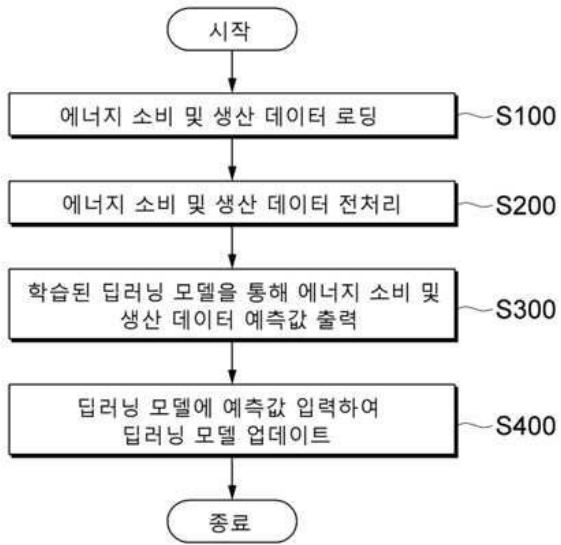 시작
에너지 소비 및 생산 데이터 로딩
S100
에너지 소비 및 생산 데이터 전처리
S200
학습된 딥러닝 모델을 통해 에너지 소비 및
생산 데이터 예측값 출력
S300
딥러닝 모델에 예측값 입력하여
딥러닝 모델 업데이트
S400
종료